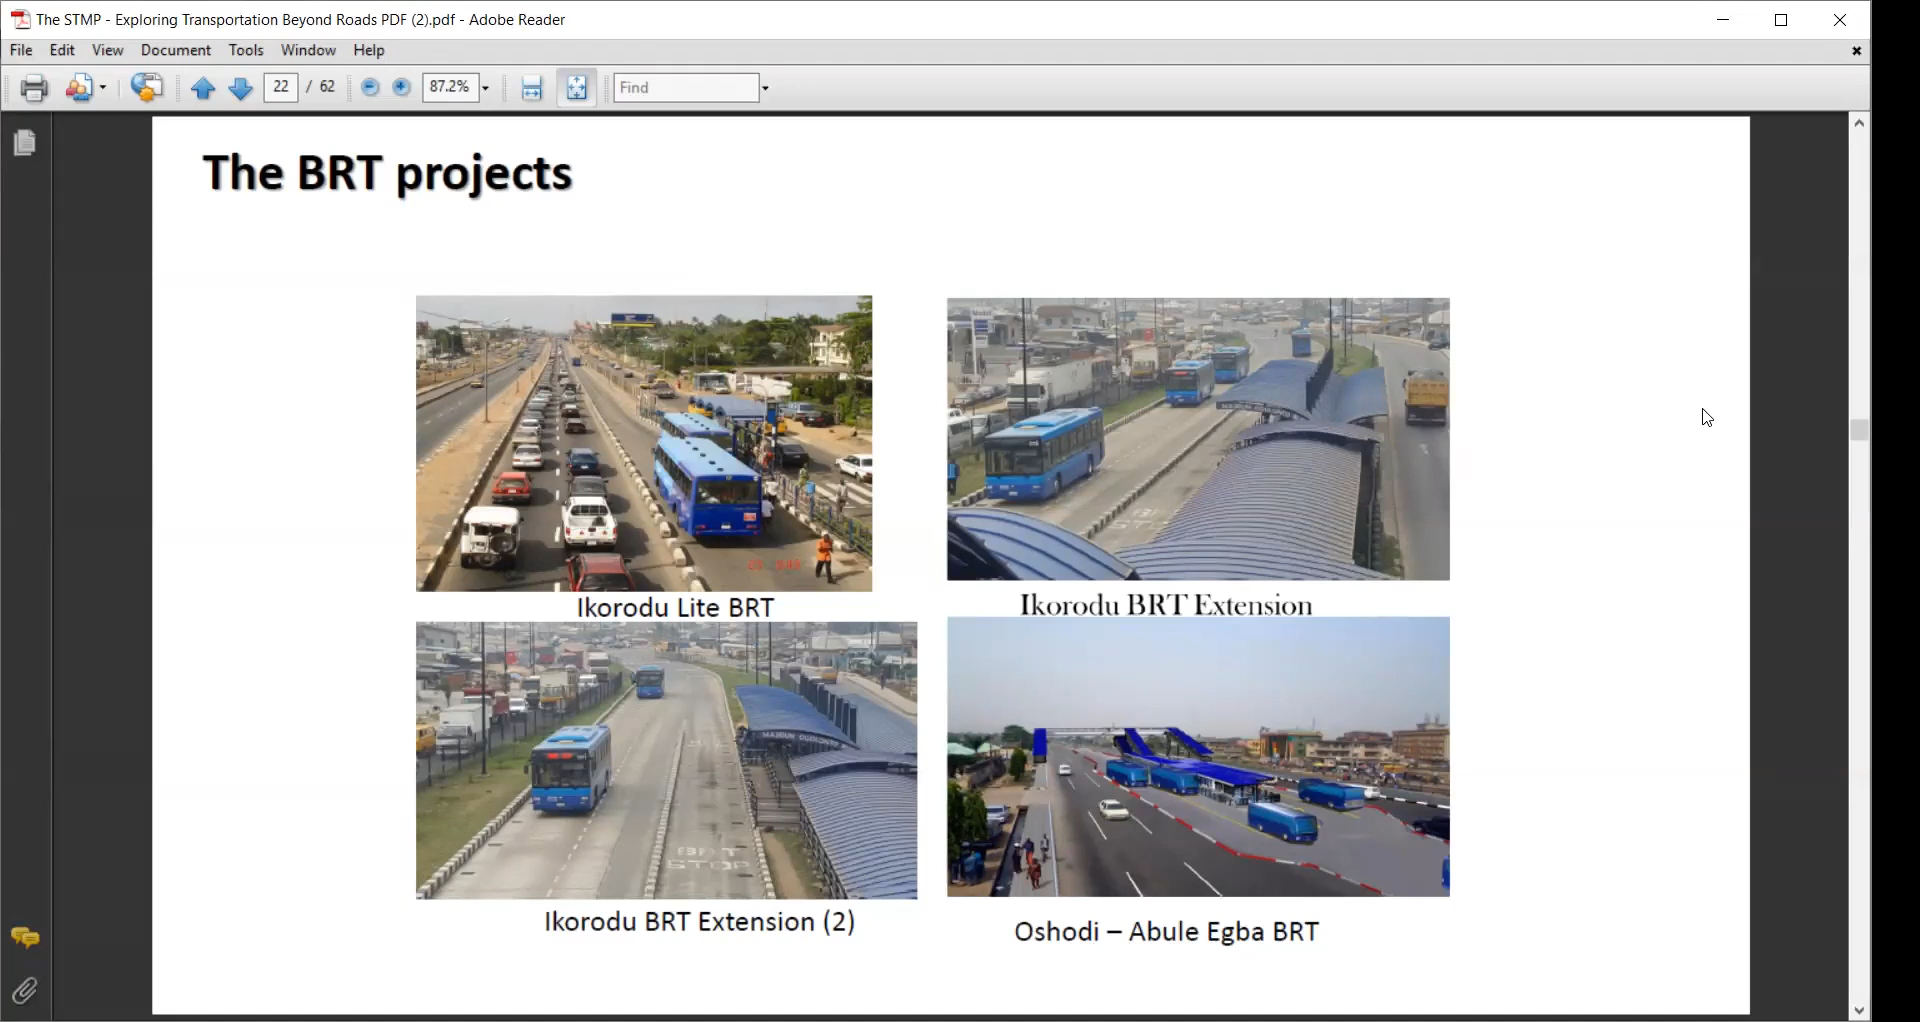 The STMP - Exploring Transportation Beyond Roads PDF (2).pdf - Adobe Reader
File Edit View Document Tools Window Help
22 / 62 87.2% Find
The BRT projects
Ikorodu Lite BRT
Ikorodu BRT Extension
BRT
STOP
Ikorodu BRT Extension (2)
Oshodi – Abule Egba BRT